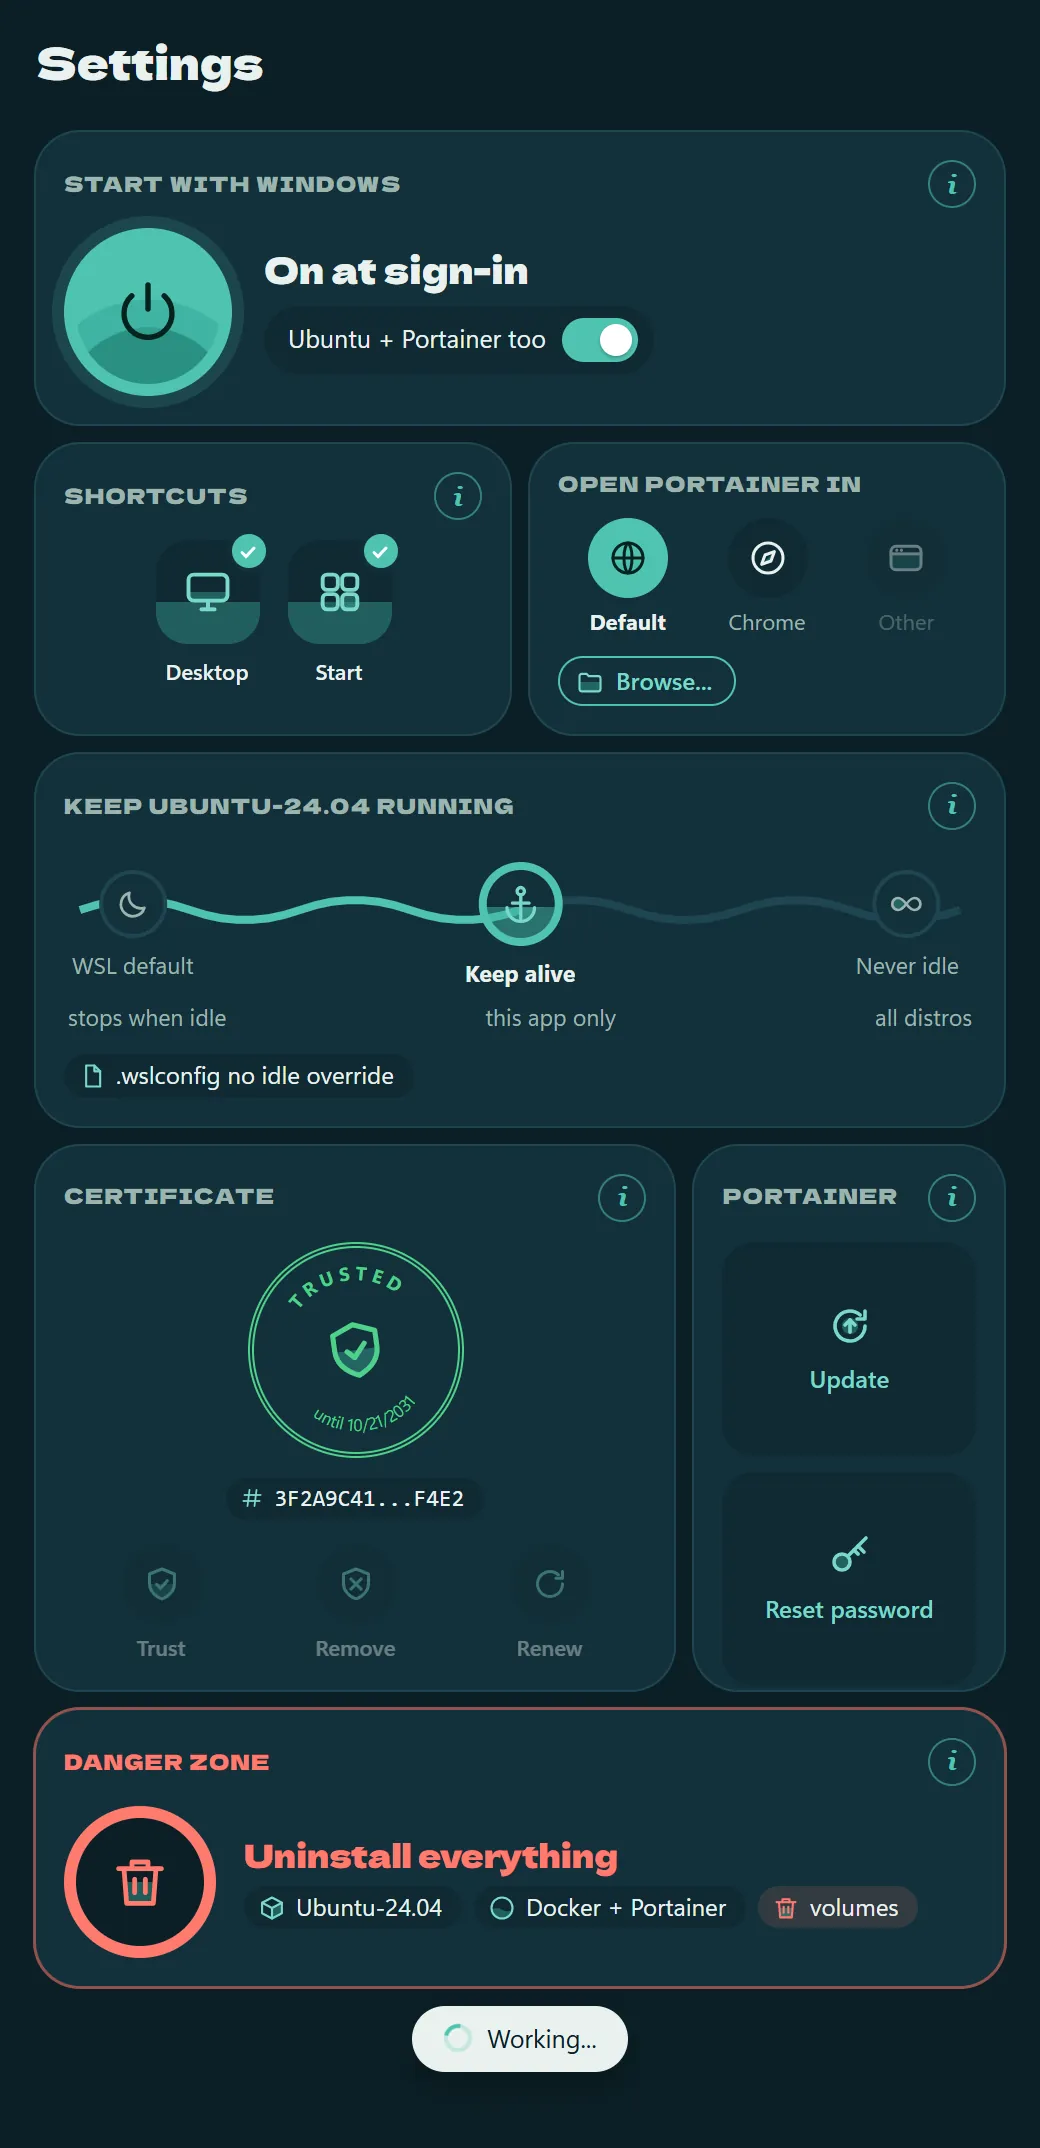 Settings
START WITH WINDOWS
i
On at sign-in
Ubuntu + Portainer too
SHORTCUTS
i
Desktop
Start
OPEN PORTAINER IN
Default
Chrome
Other
Browse...
KEEP UBUNTU-24.04 RUNNING
i
WSL default
Keep alive
Never idle
stops when idle
this app only
all distros
.wslconfig no idle override
CERTIFICATE
i
TRUSTED
until 10/21/2031
# 3F2A9C41...F4E2
Trust
Remove
Renew
PORTAINER
i
Update
Reset password
DANGER ZONE
i
Uninstall everything
Ubuntu-24.04
Docker + Portainer
volumes
Working...